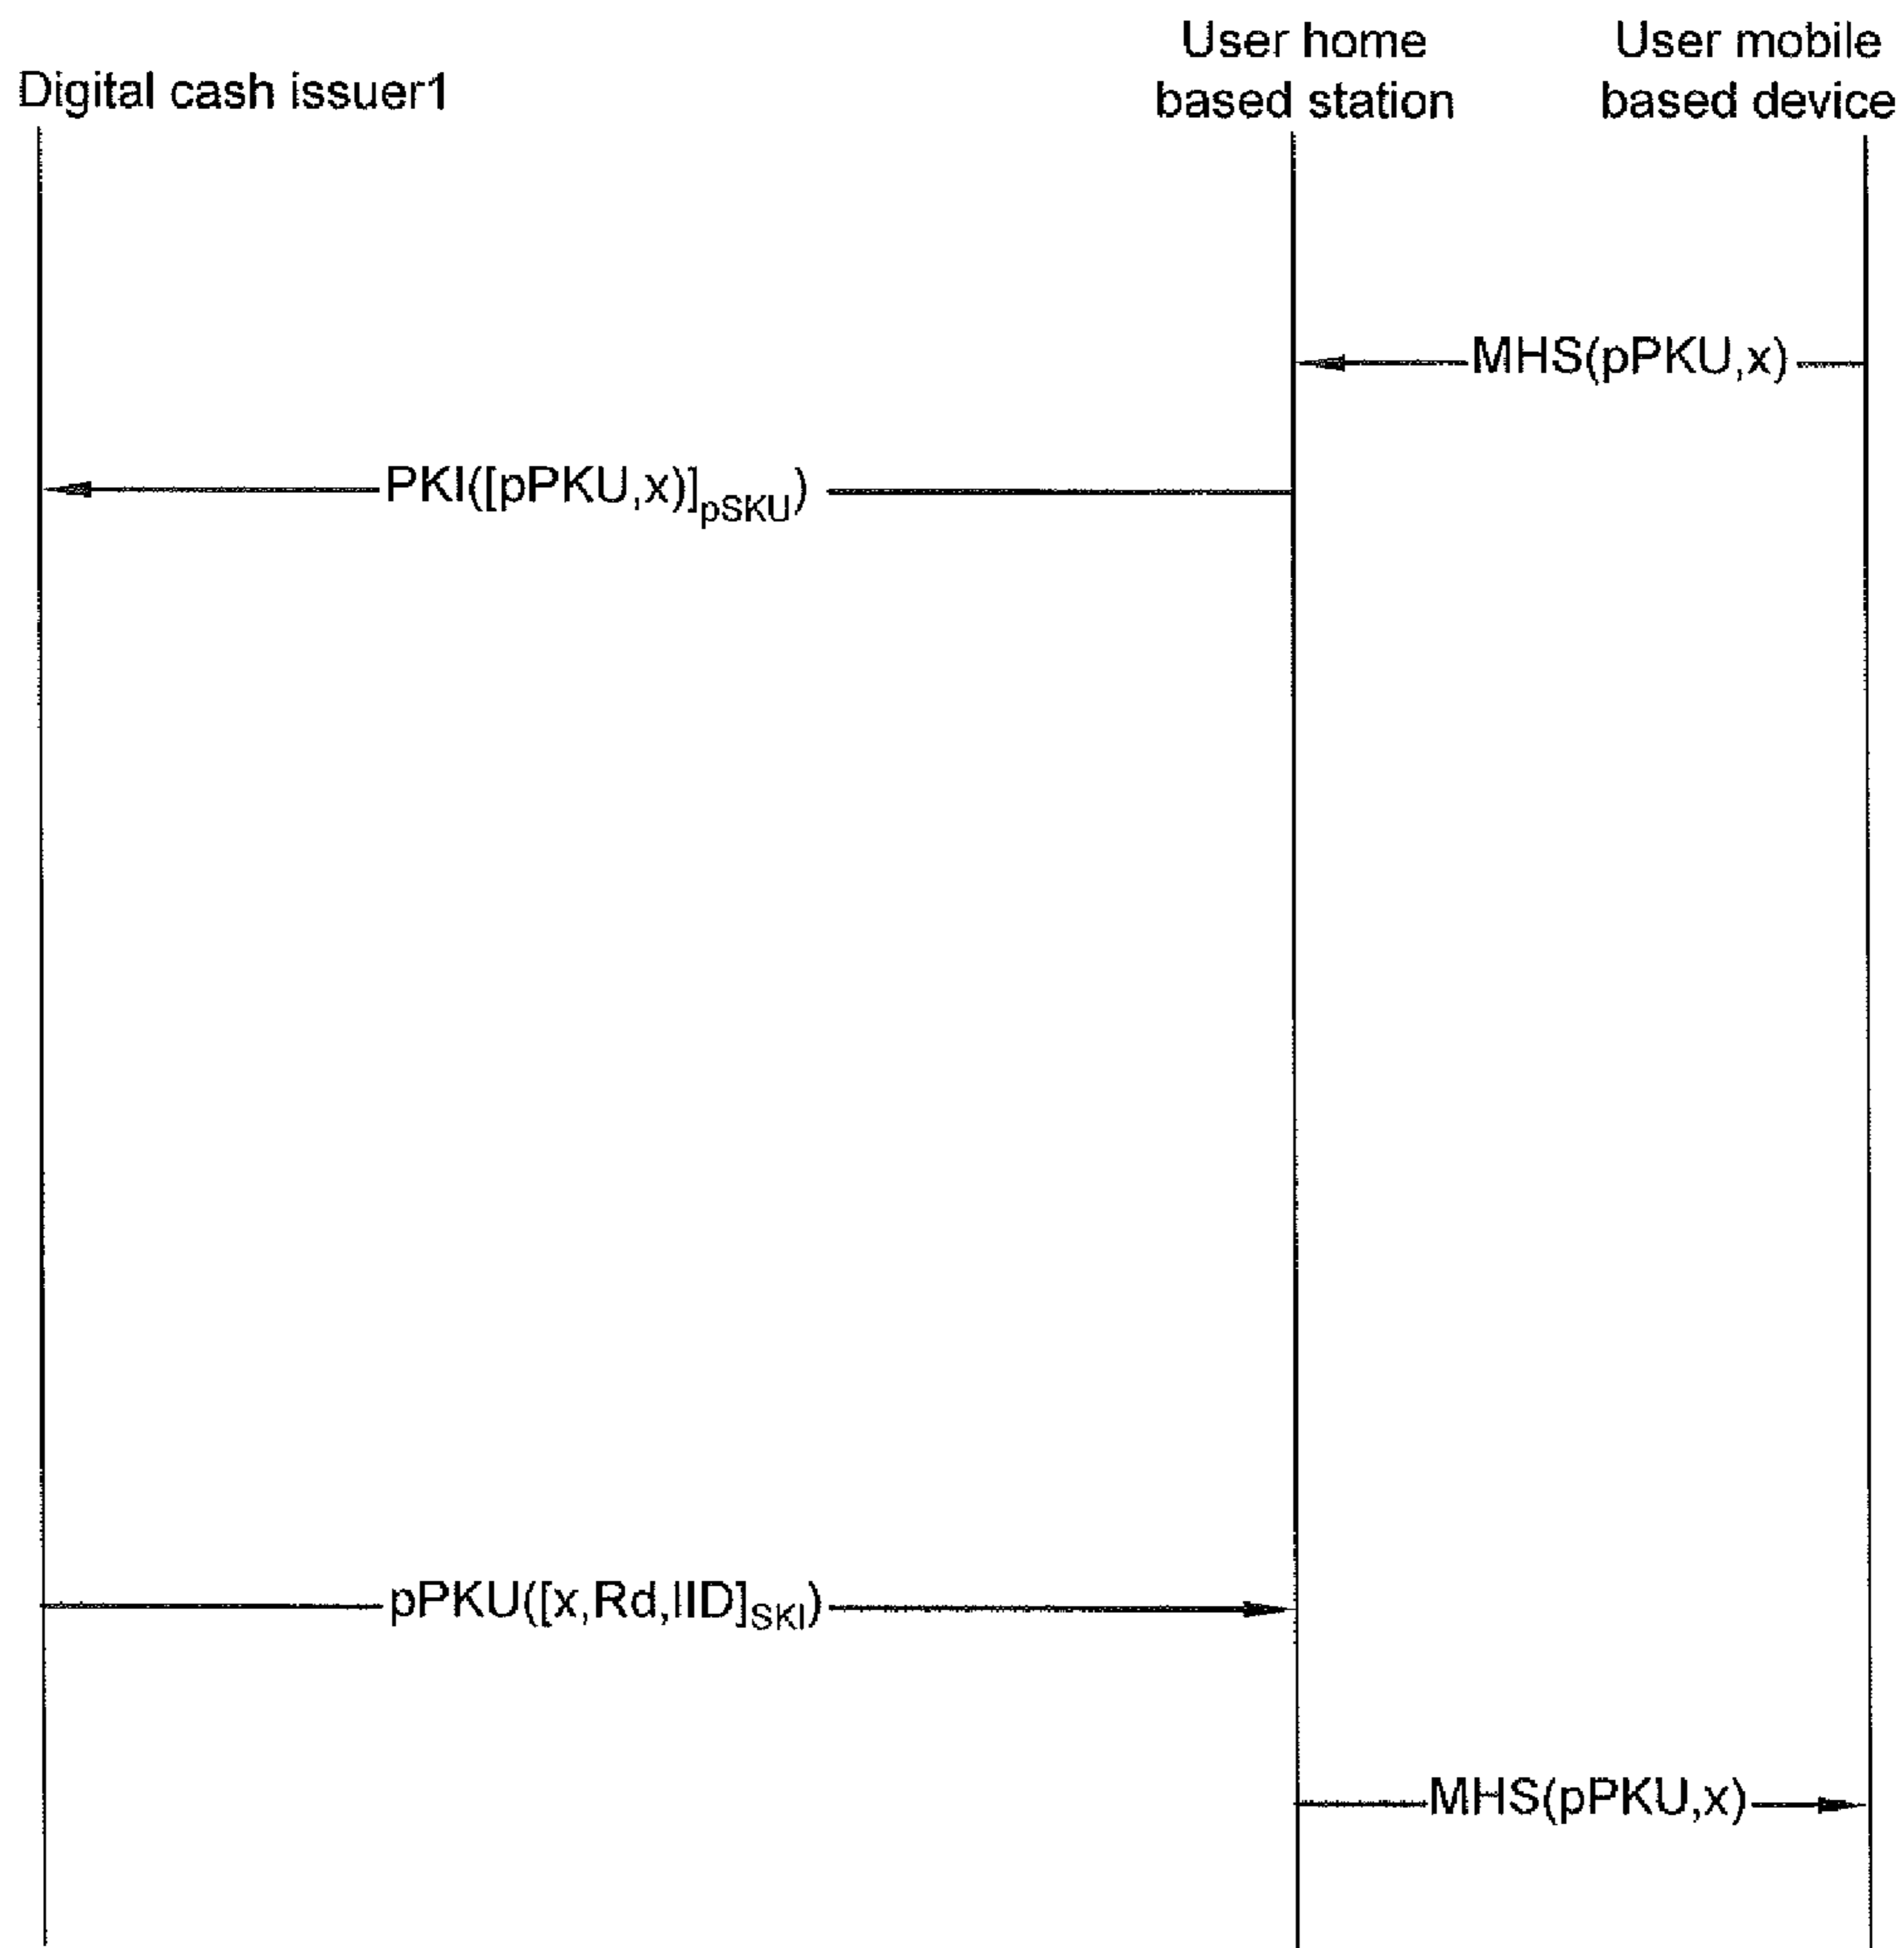 Digital cash issuer1
User home
based station
User mobile
based device
MHS(pPKU,x)
PKI([pPKU,x)]pSKU)
pPKU([x,Rd,IID]SKI)
MHS(pPKU,x)